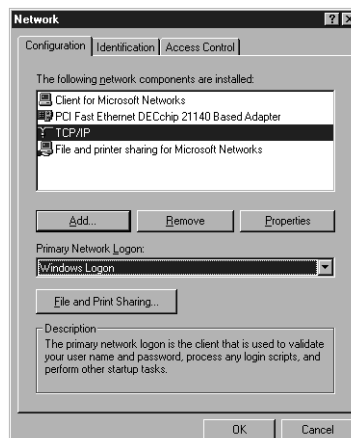 Network
Configuration Identification Access Control
The following network components are installed:
Client for Microsoft Networks
PCI Fast Ethernet DECchip 21140 Based Adapter
TCP/IP
File and printer sharing for Microsoft Networks
Add... Remove Properties
Primary Network Logon:
Windows Logon
File and Print Sharing...
Description
The primary network logon is the client that is used to validate
your user name and password, process any login scripts, and
perform other startup tasks.
OK Cancel